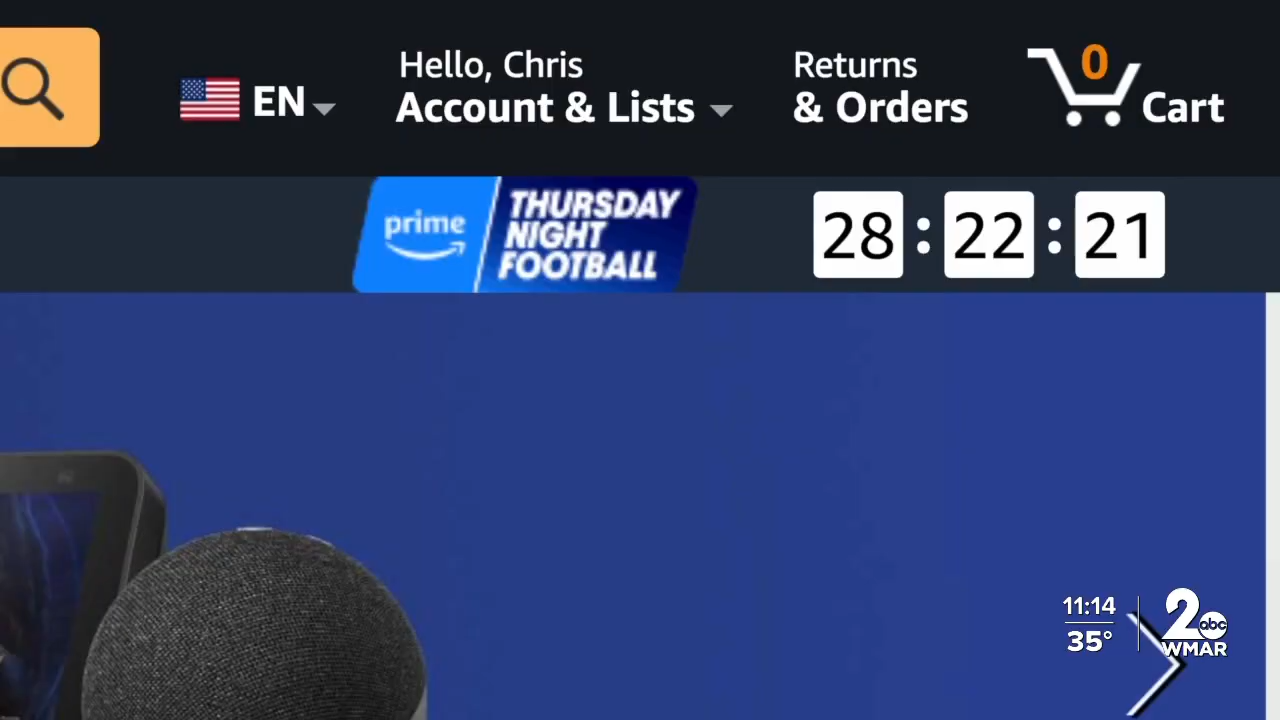 EN
Hello, Chris
Account & Lists
Returns
& Orders
0
Cart
prime
THURSDAY
NIGHT
FOOTBALL
28 : 22 : 21
11:14
35°
2
abc
WMAR